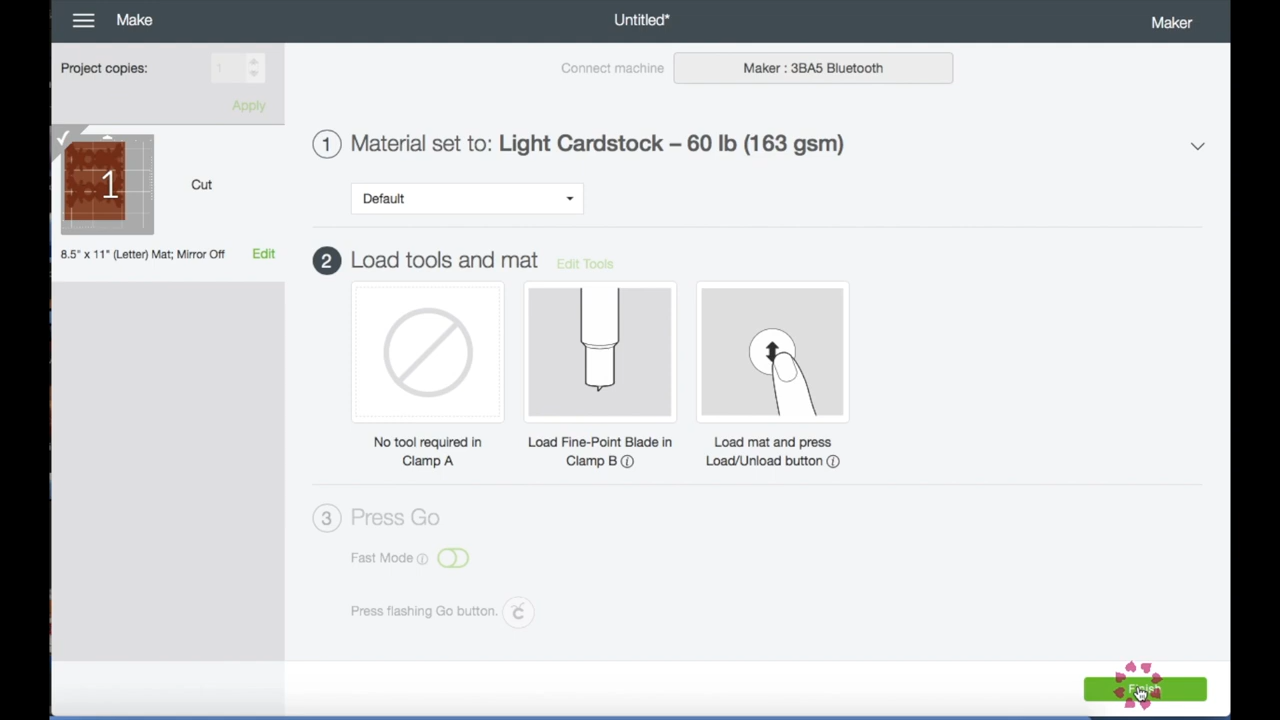 Make
Untitled*
Maker
Project copies:
1
Connect machine
Maker : 3BA5 Bluetooth
Apply
1 Material set to: Light Cardstock – 60 lb (163 gsm)
1
Cut
Default
8.5" x 11" (Letter) Mat; Mirror Off
Edit
2 Load tools and mat
Edit Tools
No tool required in
Clamp A
Load Fine-Point Blade in
Clamp B
Load mat and press
Load/Unload button
3 Press Go
Fast Mode
Press flashing Go button.
Finish